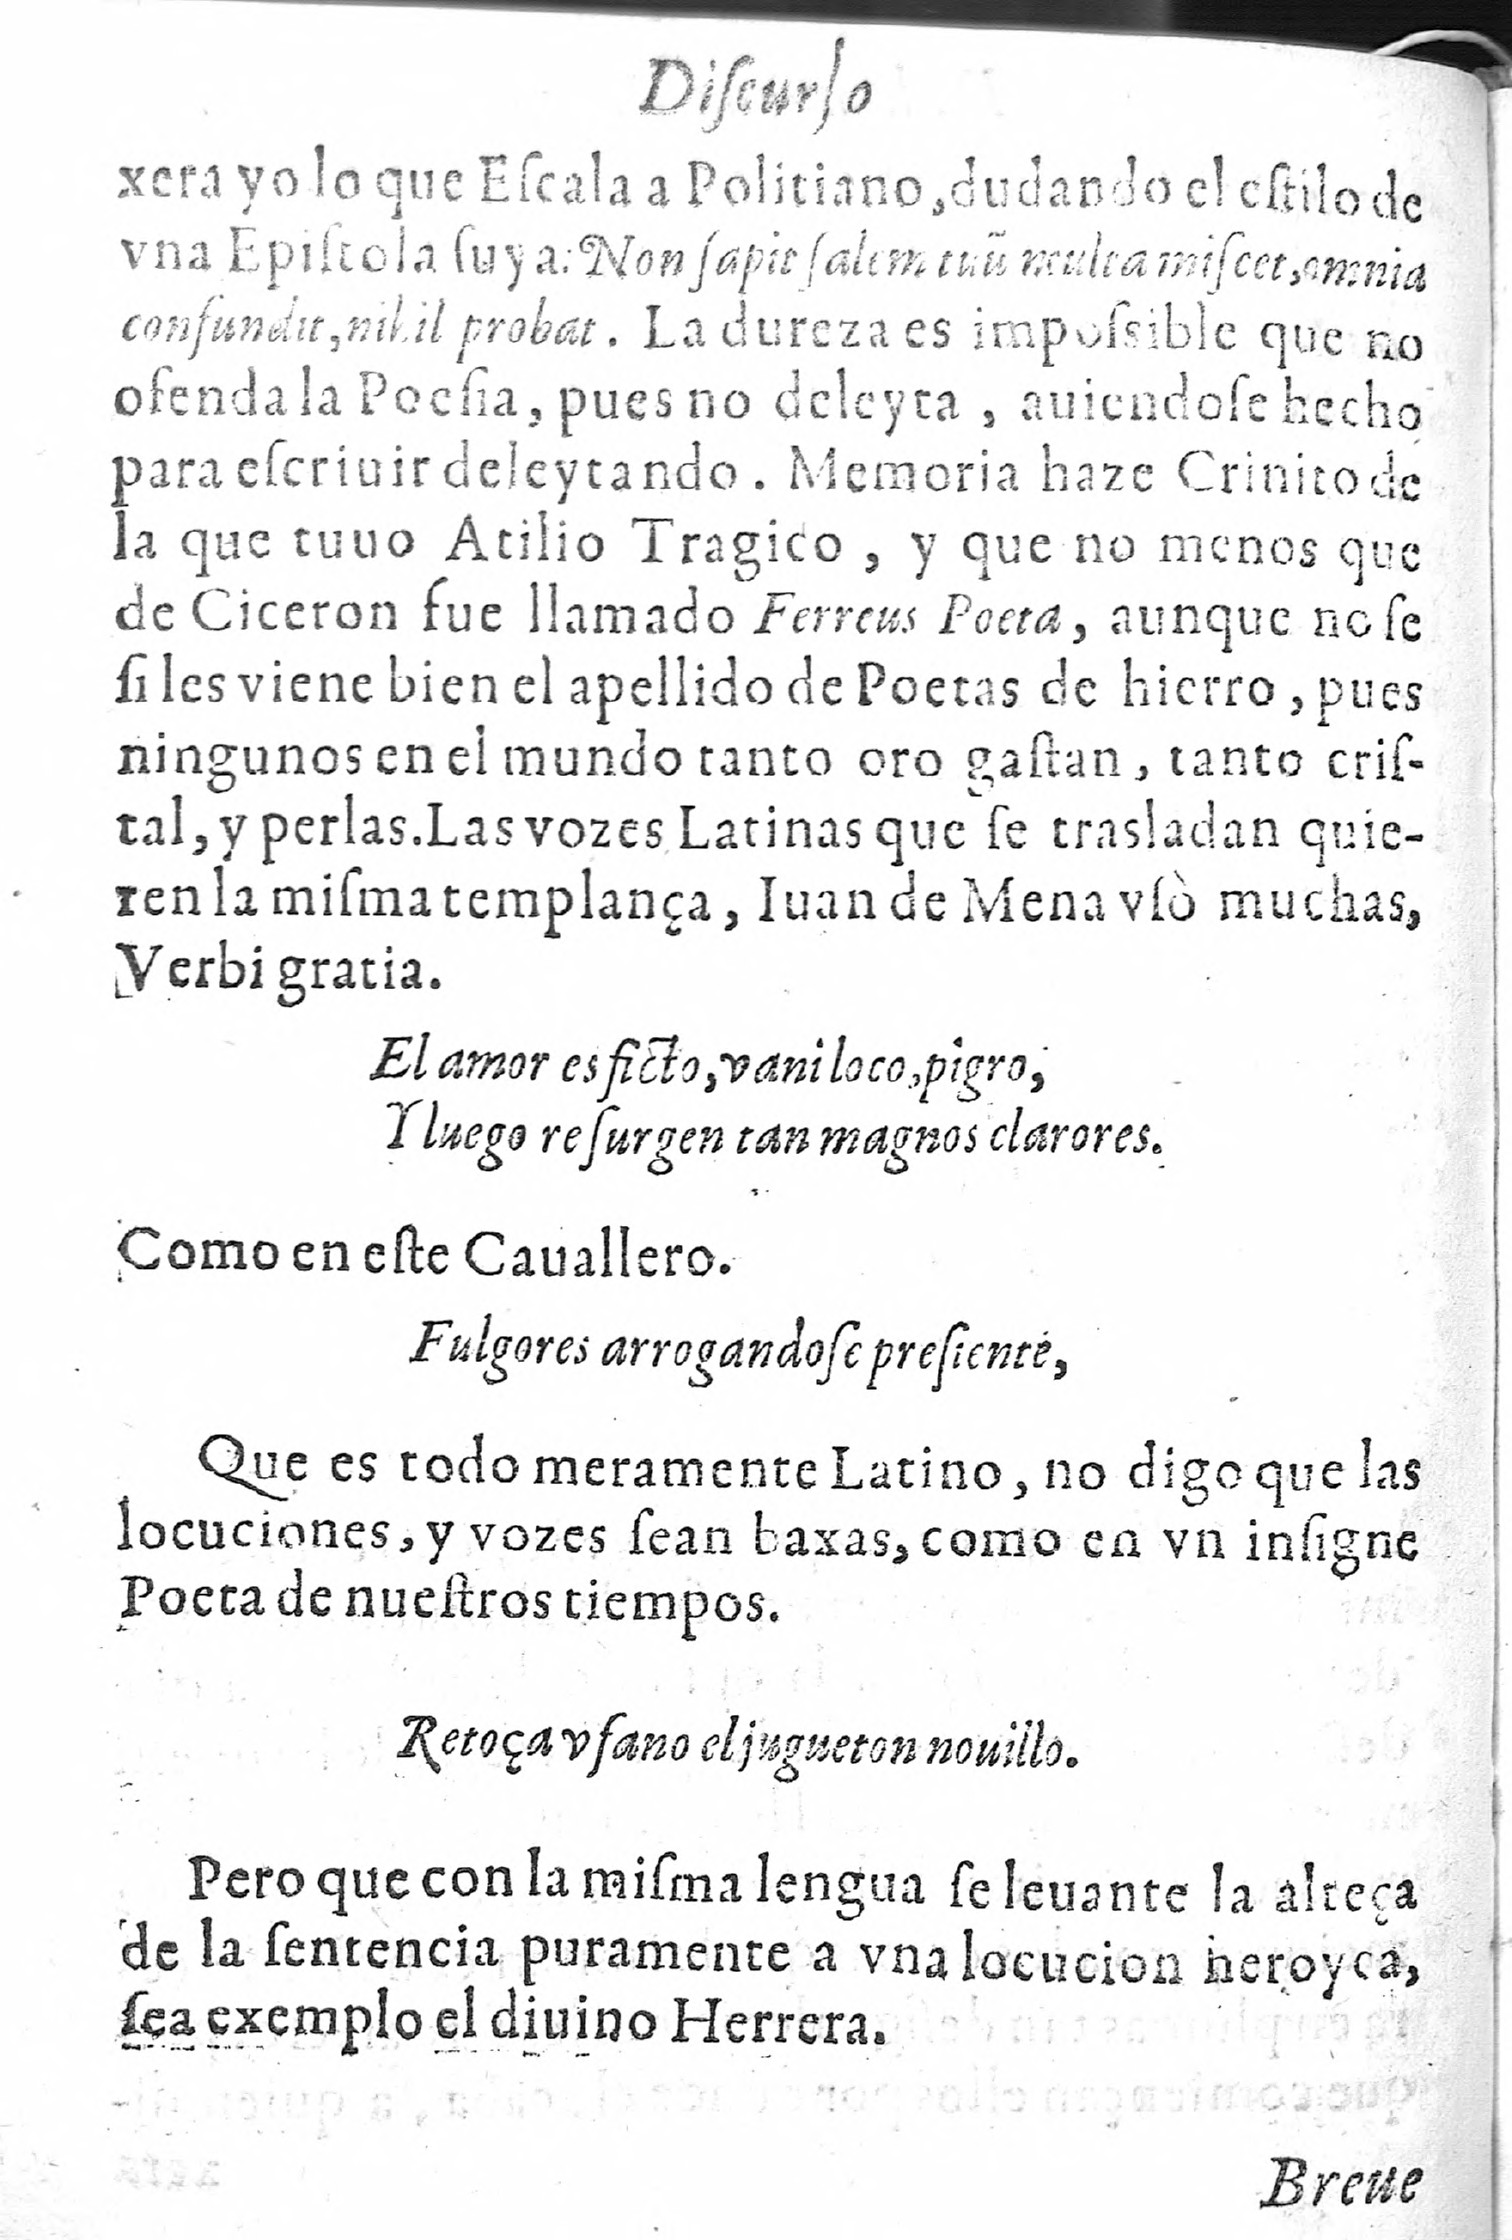 Diſcurſo
xera yo lo que Eſcala a Politiano, dudando el eſtilo de
vna Epiſtola ſuya: Non ſapit ſalem tuũ multa miſcet, omnia
confundit, nihil probat. La dureza es impoſsible que no
ofenda la Poeſia, pues no deleyta, auiendoſe hecho
para eſcriuir deleytando. Memoria haze Crinito de
la que tuuo Atilio Tragico, y que no menos que
de Ciceron fue llamado Ferreus Poeta, aunque no ſe
ſi les viene bien el apellido de Poetas de hierro, pues
ningunos en el mundo tanto oro gaſtan, tanto criſ-
tal, y perlas. Las vozes Latinas que ſe trasladan quie-
ren la miſma templança, Iuan de Mena vſò muchas,
Verbi gratia.
El amor es ficto, vaniloco, pigro,
Y luego reſurgen tan magnos clarores.
Como en eſte Cauallero.
Fulgores arrogandoſe preſiente,
Que es todo meramente Latino, no digo que las
locuciones, y vozes ſean baxas, como en vn inſigne
Poeta de nueſtros tiempos.
Retoça vfano el jugueton nouillo.
Pero que con la miſma lengua ſe leuante la alteça
de la ſentencia puramente a vna locucion heroyca,
ſea exemplo el diuino Herrera.
Breue